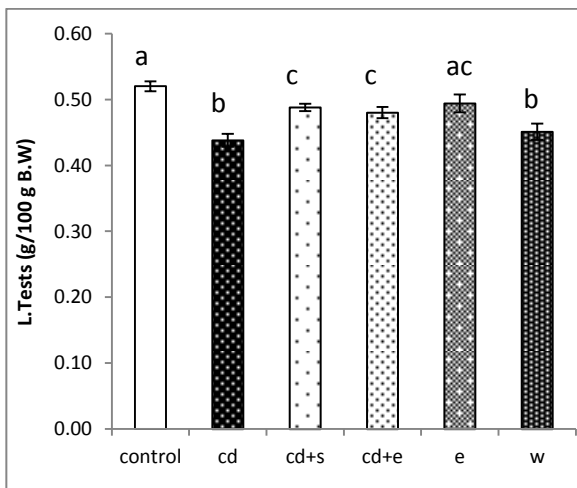 L.Tests (g/100 g B.W)
0.60
0.50
0.40
0.30
0.20
0.10
0.00
a
b
c
c
ac
b
control cd cd+s cd+e e w